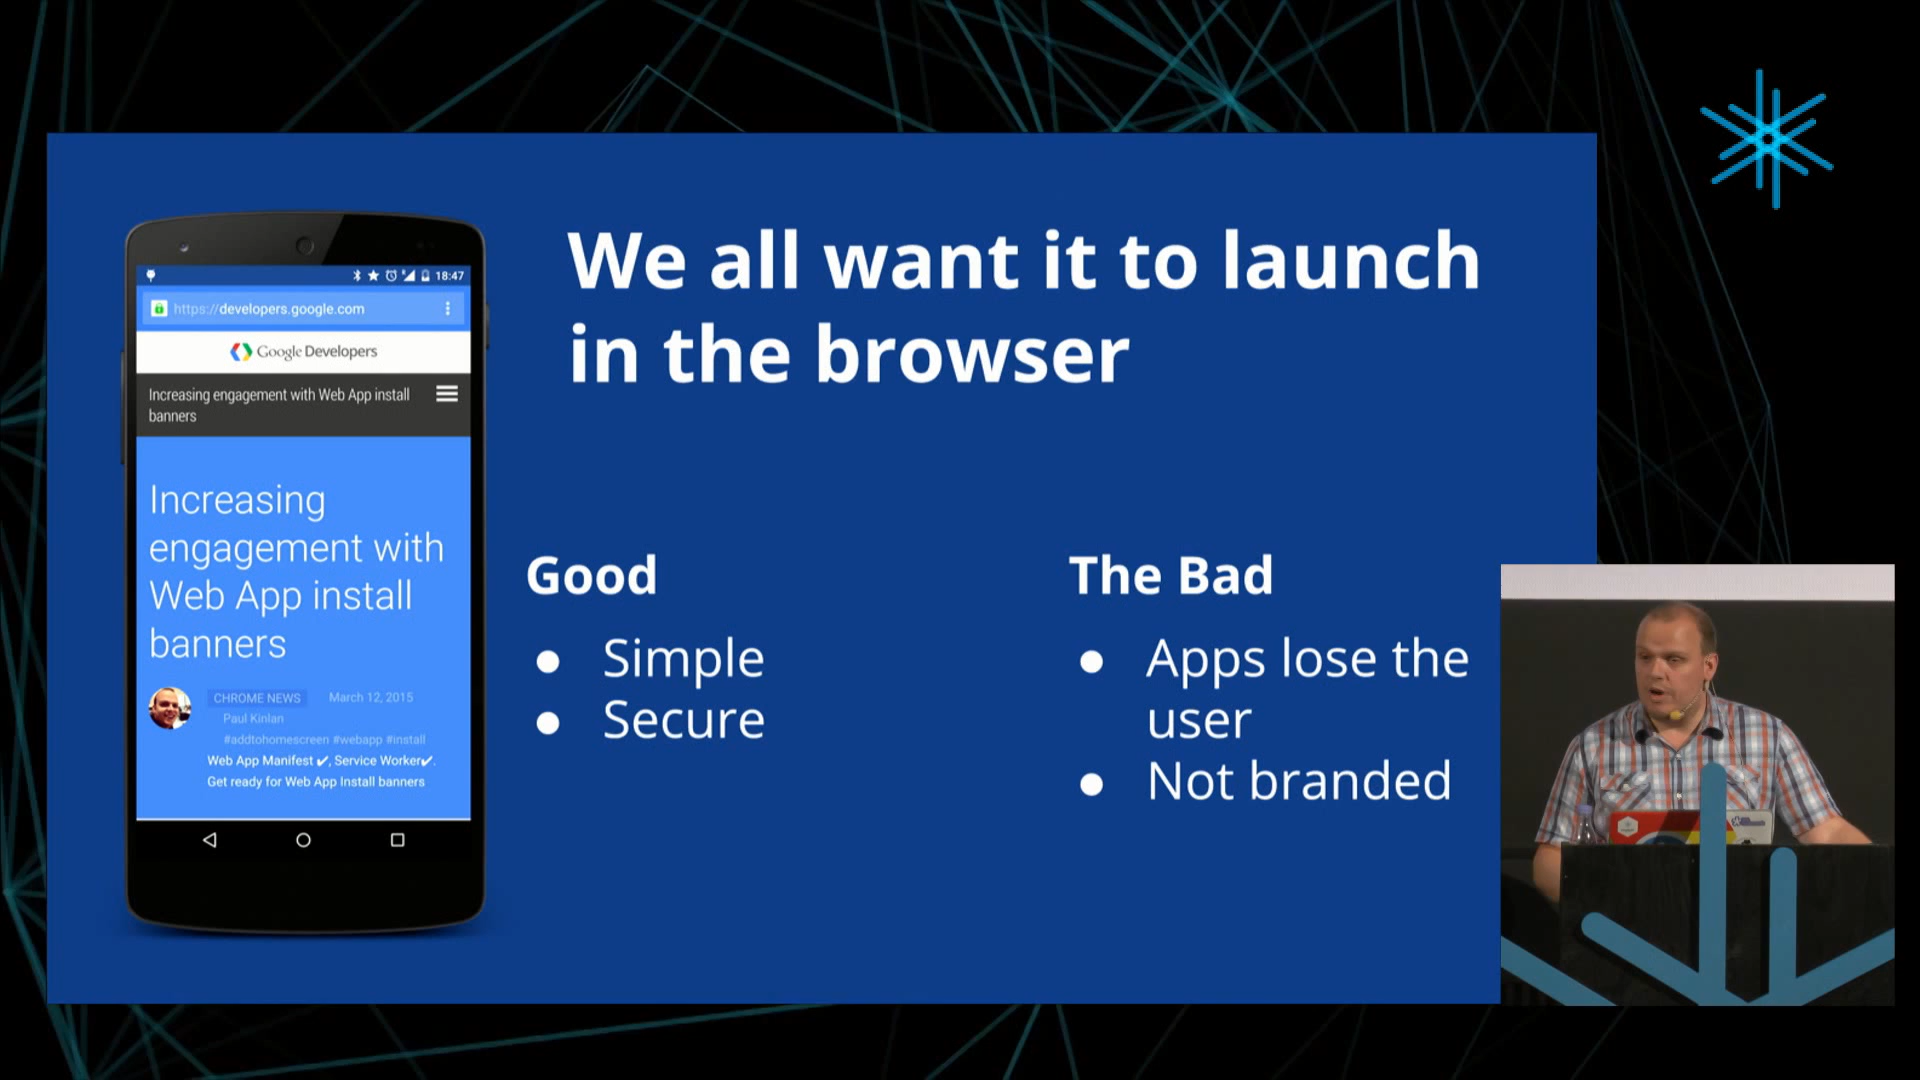 We all want it to launch
in the browser
18:47
https://developers.google.com
Google Developers
Increasing engagement with Web App install
banners
Increasing
engagement with
Web App install
banners
CHROME NEWS March 12, 2015
Paul Kinlan
#addtohomescreen #webapp #install
Web App Manifest ✔, Service Worker✔.
Get ready for Web App Install banners
Good
● Simple
● Secure
The Bad
● Apps lose the
user
● Not branded